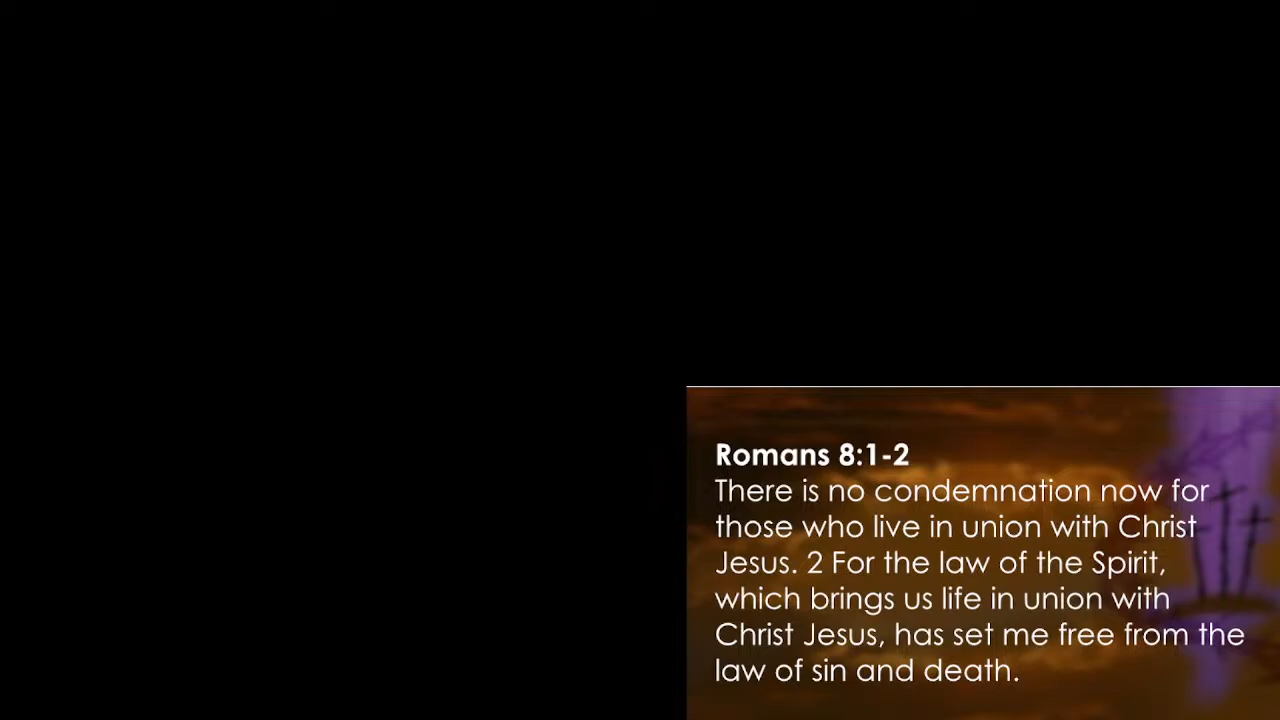 Romans 8:1-2
There is no condemnation now for
those who live in union with Christ
Jesus. 2 For the law of the Spirit,
which brings us life in union with
Christ Jesus, has set me free from the
law of sin and death.